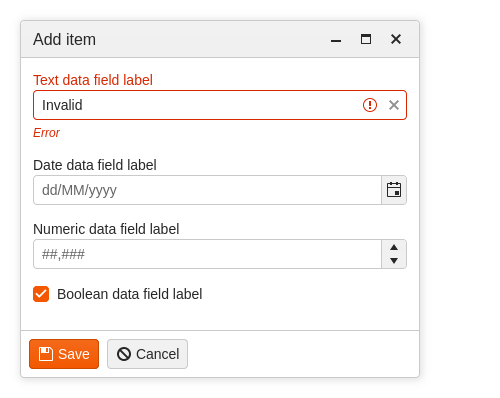 Add item
Text data field label
Invalid
Error
Date data field label
dd/MM/yyyy
Numeric data field label
##,###
Boolean data field label
Save
Cancel